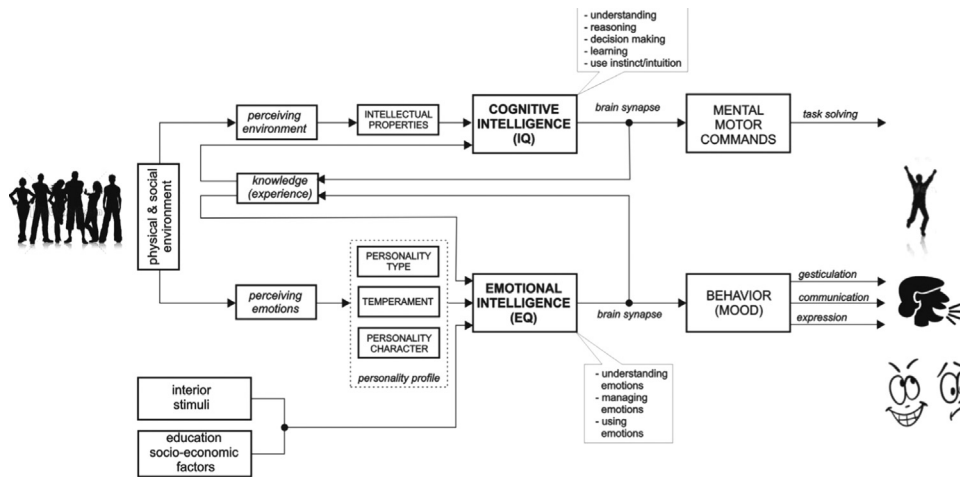 - understanding
- reasoning
- decision making
- learning
- use instinct/intuition
perceiving
environment
INTELLECTUAL
PROPERTIES
COGNITIVE
INTELLIGENCE
(IQ)
brain synapse
MENTAL
MOTOR
COMMANDS
task solving
physical & social
environment
knowledge
(experience)
perceiving
emotions
PERSONALITY
TYPE
TEMPERAMENT
PERSONALITY
CHARACTER
personality profile
EMOTIONAL
INTELLIGENCE
(EQ)
brain synapse
BEHAVIOR
(MOOD)
gesticulation
communication
expression
- understanding
emotions
- managing
emotions
- using
emotions
interior
stimuli
education
socio-economic
factors